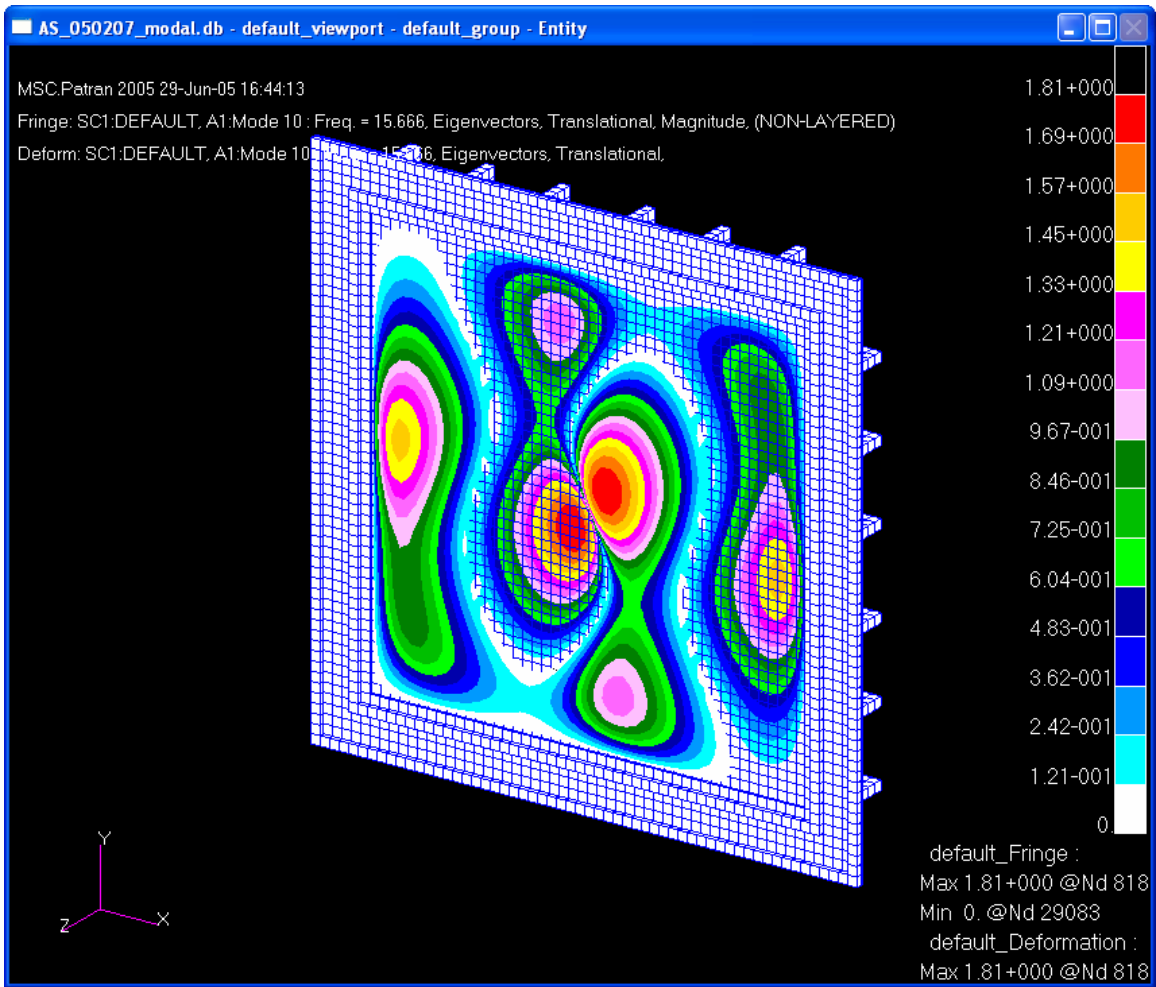 AS_050207_modal.db - default_viewport - default_group - Entity
MSC.Patran 2005 29-Jun-05 16:44:13
Fringe: SC1:DEFAULT, A1:Mode 10 : Freq. = 15.666, Eigenvectors, Translational, Magnitude, (NON-LAYERED)
Deform: SC1:DEFAULT, A1:Mode 10 66, Eigenvectors, Translational,
1.81+000
1.69+000
1.57+000
1.45+000
1.33+000
1.21+000
1.09+000
9.67-001
8.46-001
7.25-001
6.04-001
4.83-001
3.62-001
2.42-001
1.21-001
0.
default_Fringe :
Max 1.81+000 @Nd 818
Min 0. @Nd 29083
default_Deformation :
Max 1.81+000 @Nd 818
Y
Z
X